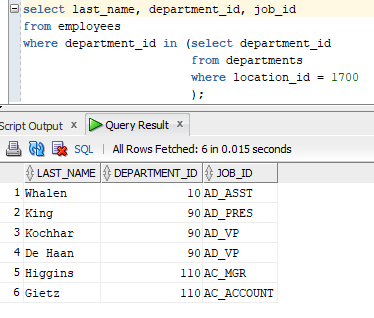 select last_name, department_id, job_id
from employees
where department_id in (select department_id
from departments
where location_id = 1700
);
Script Output x Query Result x
SQL | All Rows Fetched: 6 in 0.015 seconds
LAST_NAME DEPARTMENT_ID JOB_ID
1 Whalen 10 AD_ASST
2 King 90 AD_PRES
3 Kochhar 90 AD_VP
4 De Haan 90 AD_VP
5 Higgins 110 AC_MGR
6 Gietz 110 AC_ACCOUNT